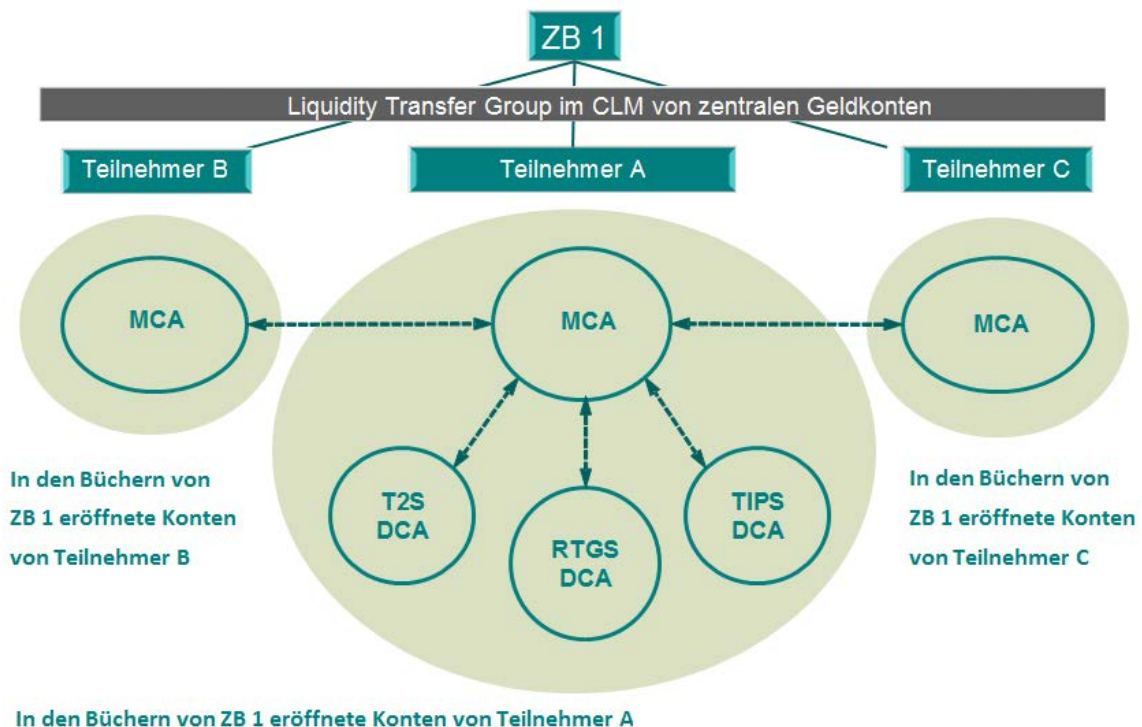 ZB 1
Liquidity Transfer Group im CLM von zentralen Geldkonten
Teilnehmer B
Teilnehmer A
Teilnehmer C
MCA
MCA
MCA
T2S
DCA
RTGS
DCA
TIPS
DCA
In den Büchern von
ZB 1 eröffnete Konten
von Teilnehmer B
In den Büchern von
ZB 1 eröffnete Konten
von Teilnehmer C
In den Büchern von ZB 1 eröffnete Konten von Teilnehmer A